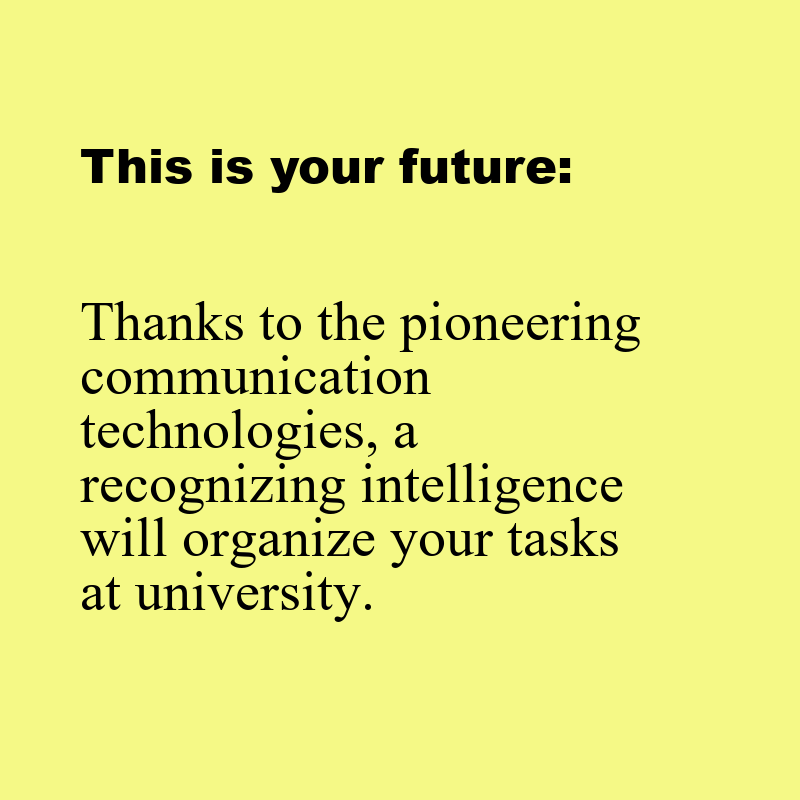 This is your future:
Thanks to the pioneering
communication
technologies, a
recognizing intelligence
will organize your tasks
at university.